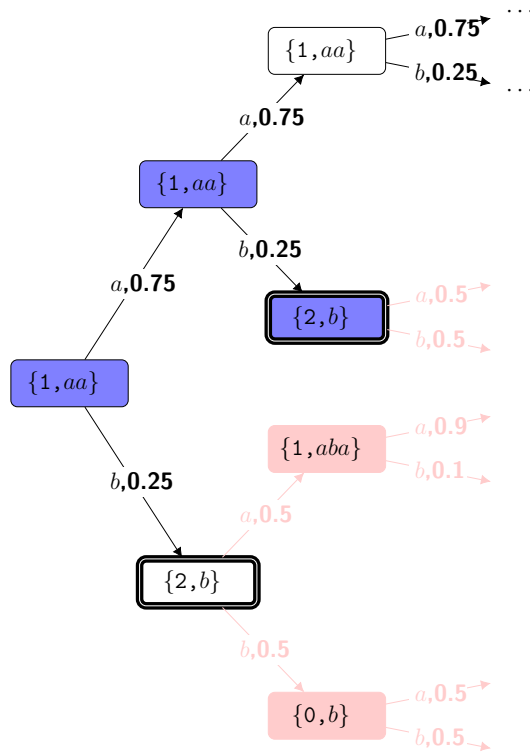 ...
a,0.75
{1,aa}
b,0.25
...
a,0.75
{1,aa}
b,0.25
a,0.75
a,0.5
{2,b}
b,0.5
{1,aa}
a,0.9
{1,aba}
b,0.1
b,0.25
a,0.5
{2,b}
b,0.5
a,0.5
{0,b}
b,0.5